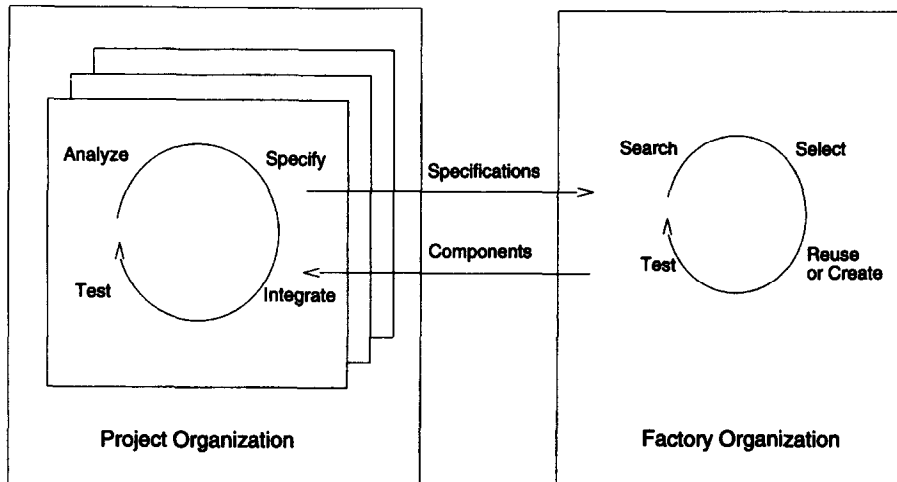 Analyze
Specify
Test
Integrate
Project Organization
Specifications
Components
Search
Select
Test
Reuse
or Create
Factory Organization